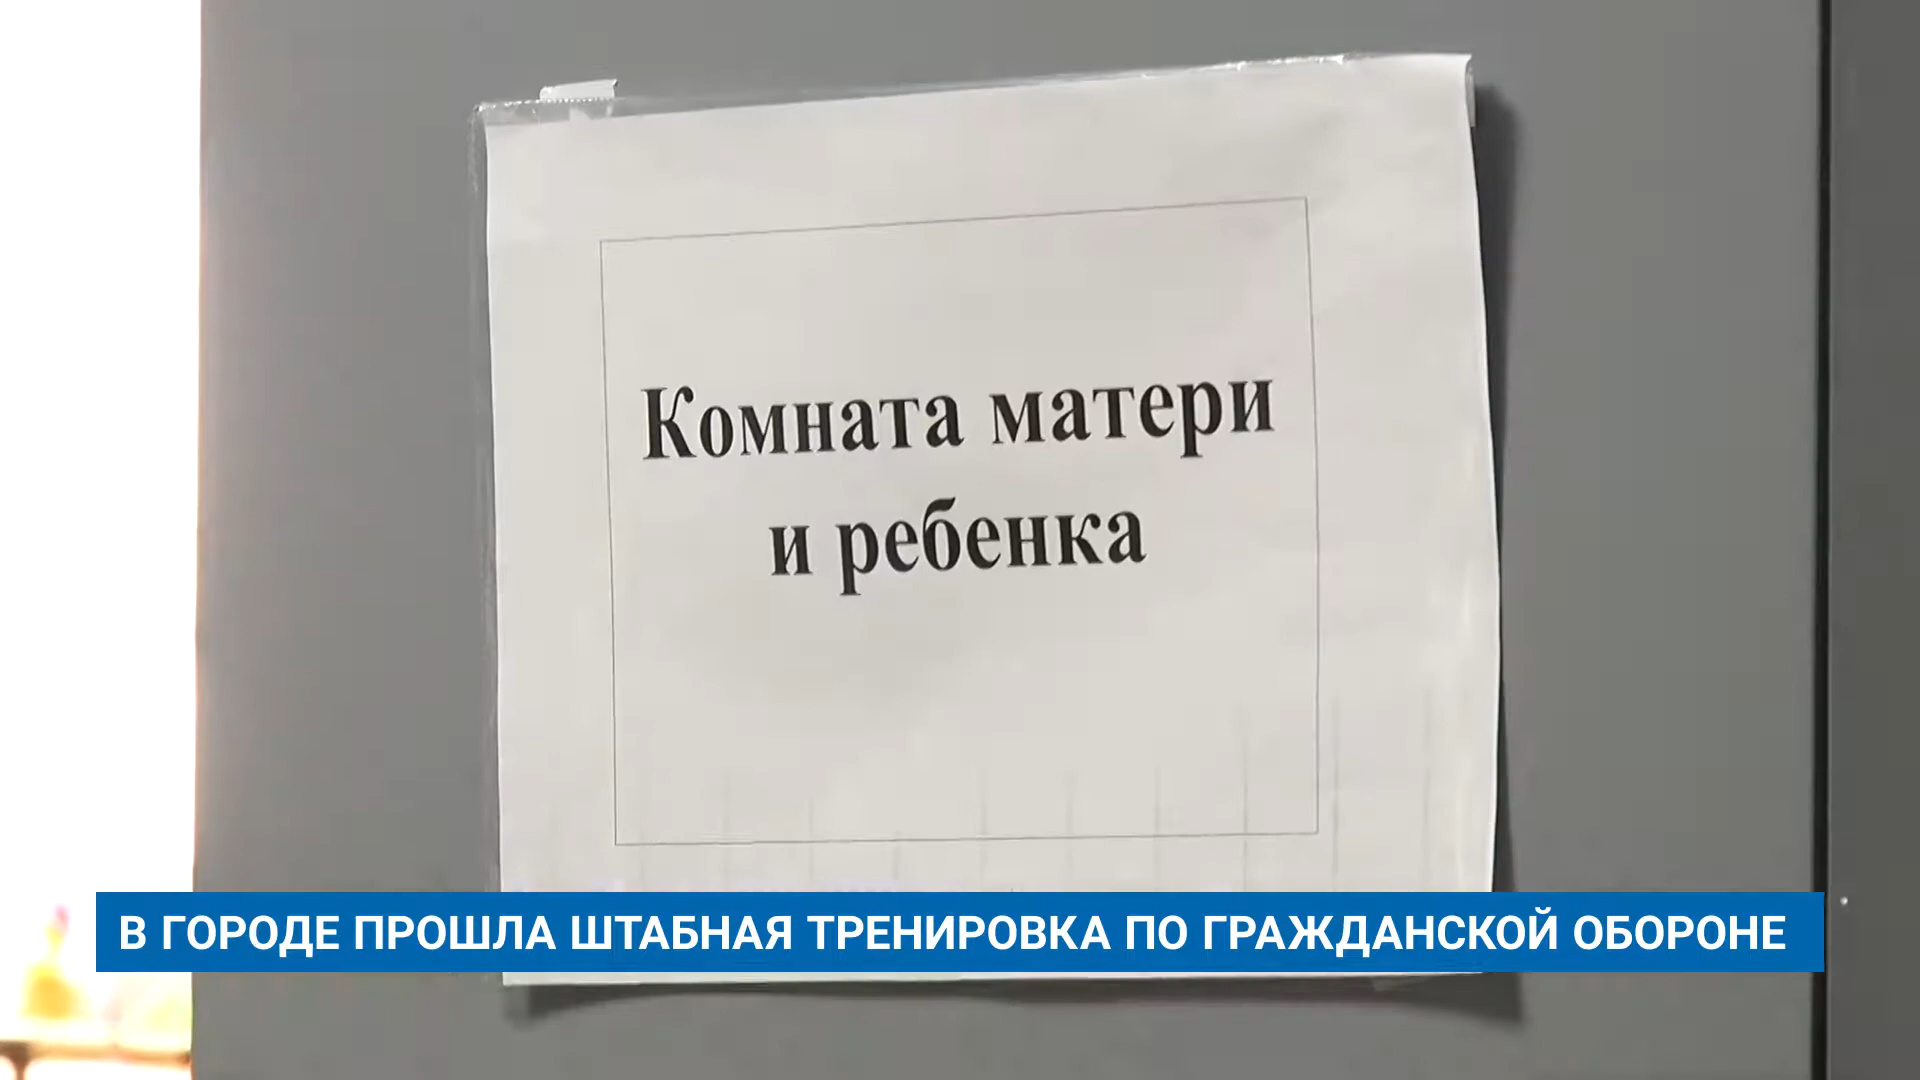 Комната матери
и ребенка
В ГОРОДЕ ПРОШЛА ШТАБНАЯ ТРЕНИРОВКА ПО ГРАЖДАНСКОЙ ОБОРОНЕ